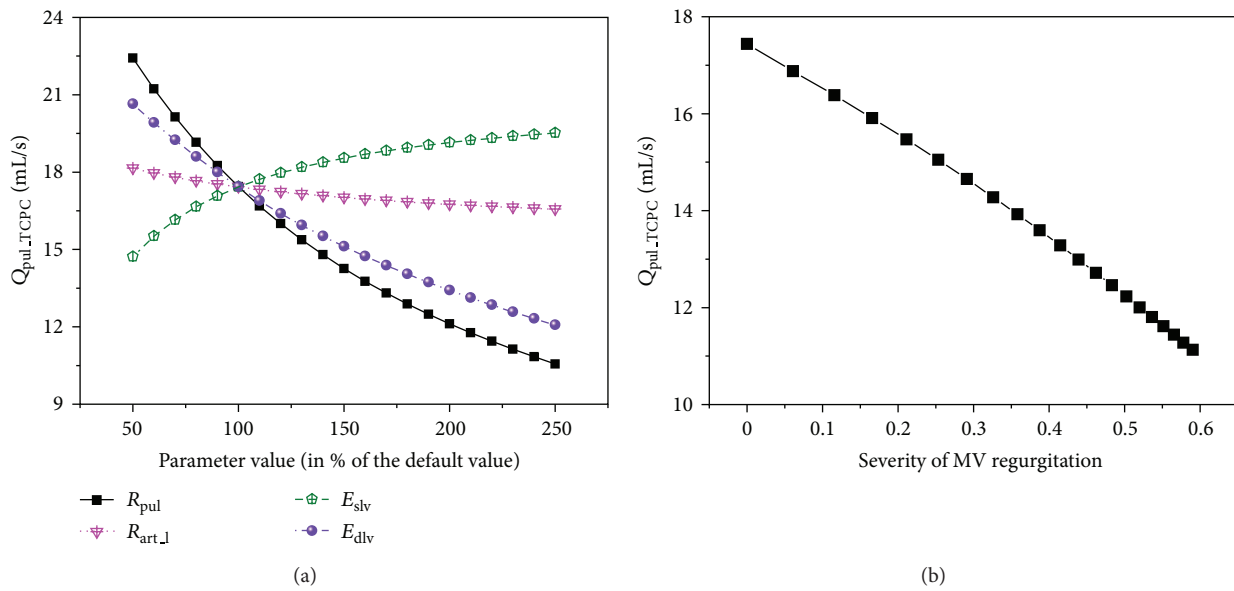 24
21
18
15
12
9
Q_pul_TCPC (mL/s)
50 100 150 200 250
Parameter value (in % of the default value)
R_pul
E_slv
R_art_l
E_dlv
(a)
18
16
14
12
10
Q_pul_TCPC (mL/s)
0 0.1 0.2 0.3 0.4 0.5 0.6
Severity of MV regurgitation
(b)